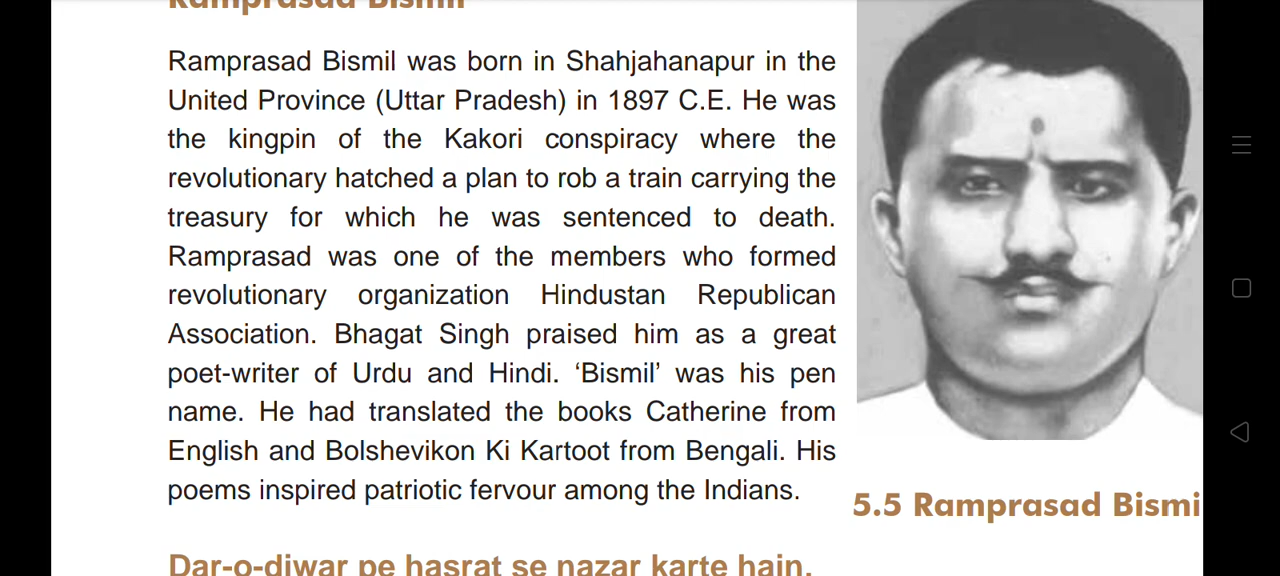 Ramprasad Bismil
Ramprasad Bismil was born in Shahjahanapur in the
United Province (Uttar Pradesh) in 1897 C.E. He was
the kingpin of the Kakori conspiracy where the
revolutionary hatched a plan to rob a train carrying the
treasury for which he was sentenced to death.
Ramprasad was one of the members who formed
revolutionary organization Hindustan Republican
Association. Bhagat Singh praised him as a great
poet-writer of Urdu and Hindi. ‘Bismil’ was his pen
name. He had translated the books Catherine from
English and Bolshevikon Ki Kartoot from Bengali. His
poems inspired patriotic fervour among the Indians.
5.5 Ramprasad Bismi
Dar-o-diwar pe hasrat se nazar karte hain,